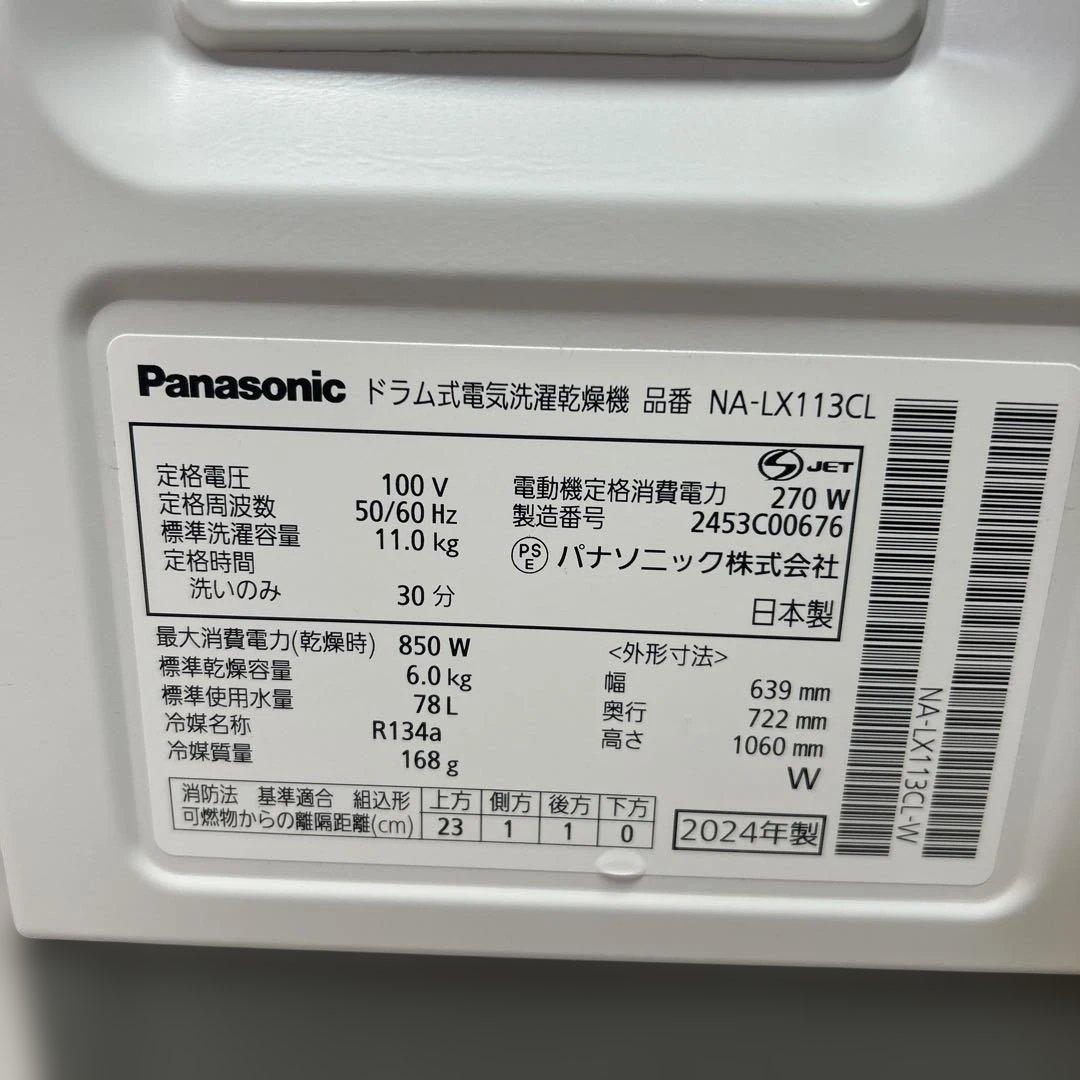 Panasonic ドラム式電気洗濯乾燥機 品番 NA-LX113CL
JET
定格電圧 100 V
定格周波数 50/60 Hz
標準洗濯容量 11.0 kg
定格時間
洗いのみ 30 分
電動機定格消費電力 270 W
製造番号 2453C00676
PS E パナソニック株式会社
日本製
最大消費電力(乾燥時) 850 W
標準乾燥容量 6.0 kg
標準使用水量 78 L
冷媒名称 R134a
冷媒質量 168 g
<外形寸法>
幅 639 mm
奥行 722 mm
高さ 1060 mm
W
消防法 基準適合 組込形 上方 側方 後方 下方
可燃物からの離隔距離(cm) 23 1 1 0
2024年製
NA-LX113CL-W